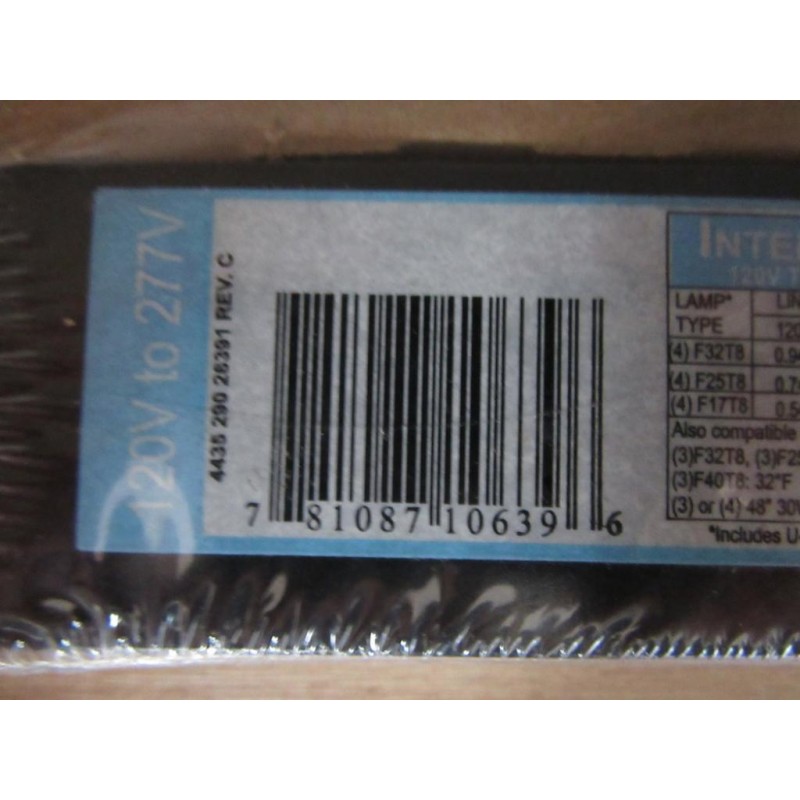 120V to 277V
4435 290 26391 REV. C
7 81087 10639 6
120V
LAMP*
TYPE
(4) F32T8
(4) F25T8
(4) F17T8
Also compatible
(3)F32T8,
(3)F40T8; 32"F
(3) or (4) 48"
*Includes